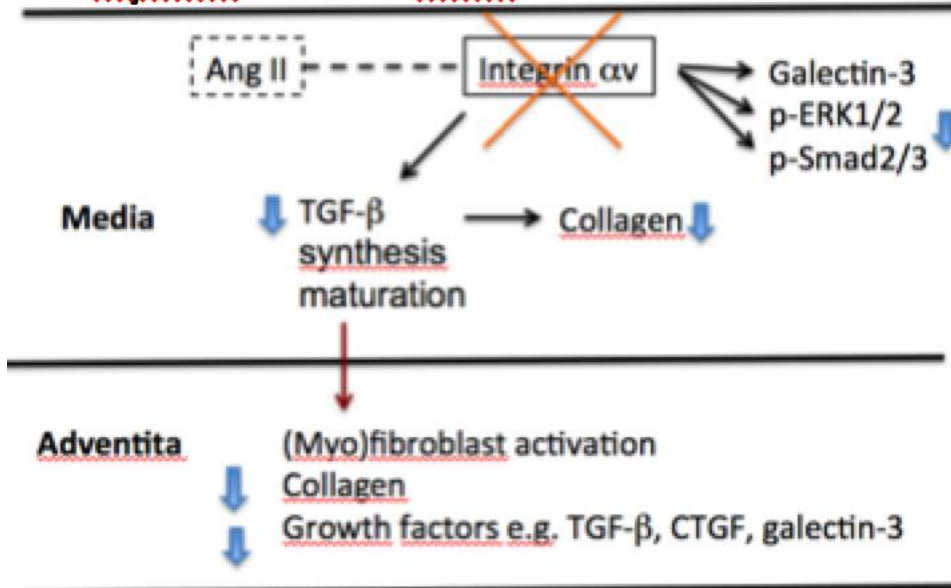 Ang II
Integrin αv
Galectin-3
p-ERK1/2
p-Smad2/3
Media
TGF-β
synthesis
maturation
Collagen
Adventita
(Myo)fibroblast activation
Collagen
Growth factors e.g. TGF-β, CTGF, galectin-3